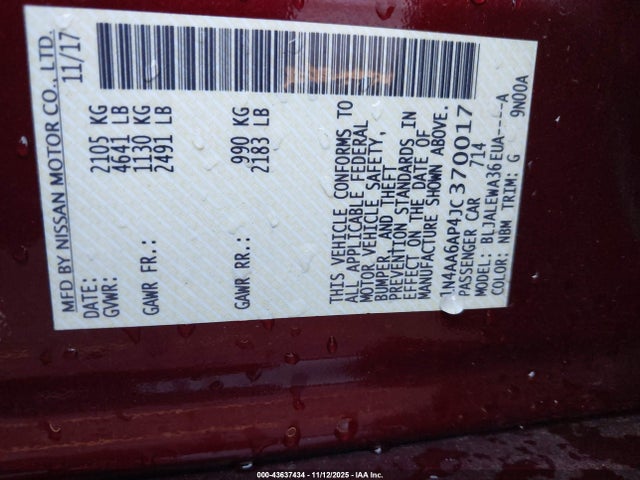 MFD BY NISSAN MOTOR CO., LTD.
DATE: 11/17
GVWR: 2105 KG
4641 LB
GAWR FR.: 1130 KG
2491 LB
GAWR RR.: 990 KG
2183 LB
THIS VEHICLE CONFORMS TO
ALL APPLICABLE FEDERAL
MOTOR VEHICLE SAFETY,
BUMPER, AND THEFT
PREVENTION STANDARDS IN
EFFECT ON THE DATE OF
MANUFACTURE SHOWN ABOVE.
1N4AA6AP4JC370017
PASSENGER CAR 714
MODEL: BLJALEWA36EUA----A
COLOR: NBM TRIM: G 9N00A
000-43637434 - 11/12/2025 - IAA Inc.